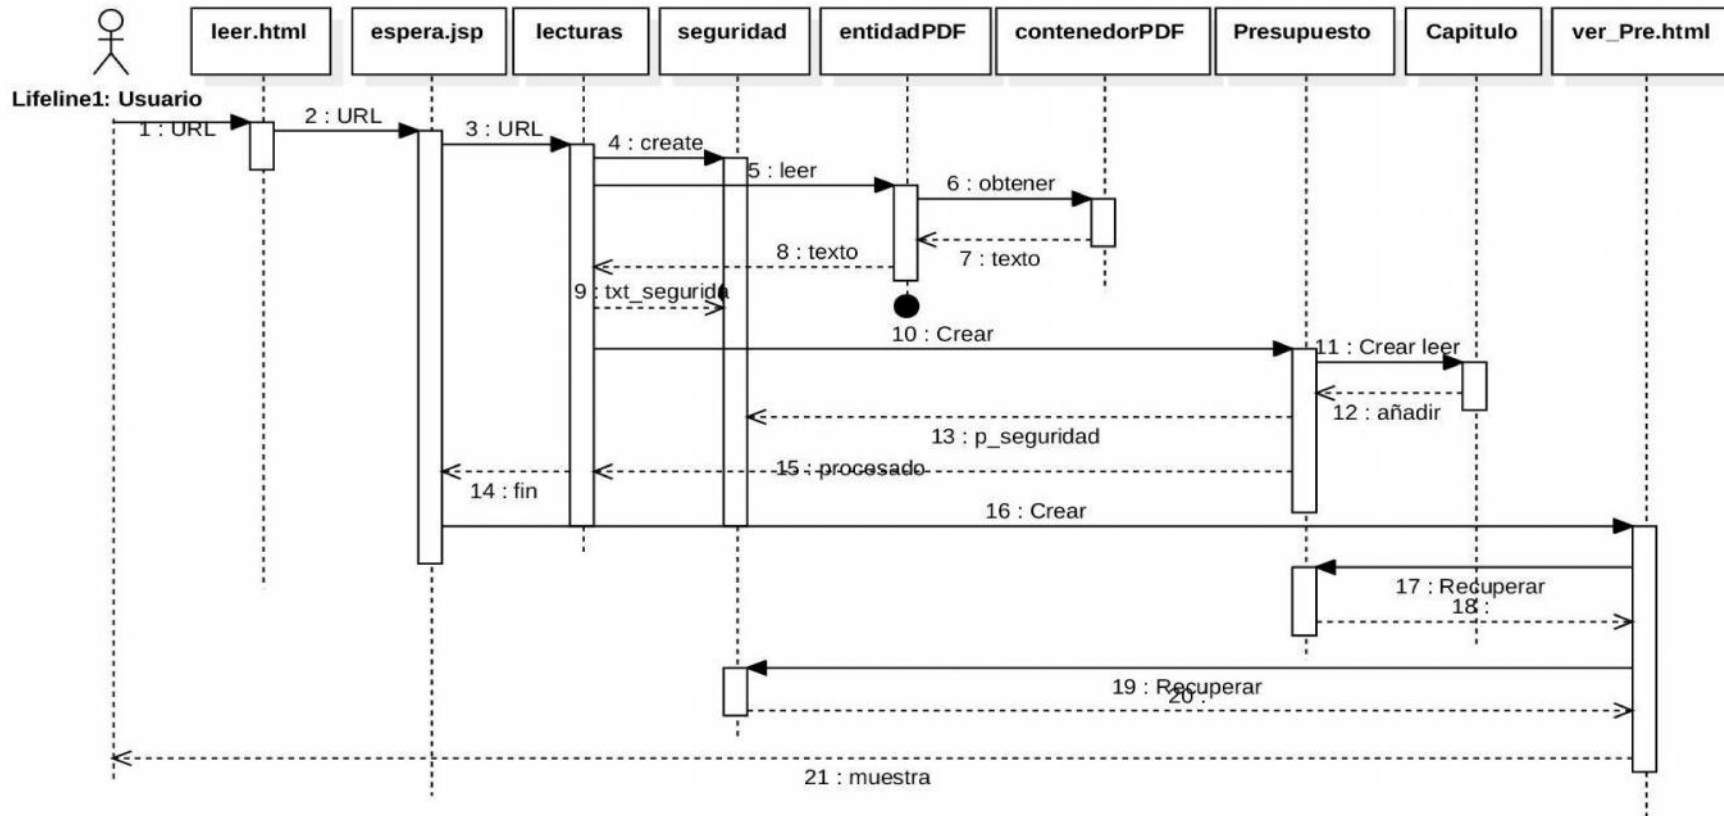 leer.html
espera.jsp
lecturas
seguridad
entidadPDF
contenedorPDF
Presupuesto
Capitulo
ver_Pre.html
Lifeline1: Usuario
1 : URL
2 : URL
3 : URL
4 : create
5 : leer
6 : obtener
7 : texto
8 : texto
9 : txt_segurida
10 : Crear
11 : Crear leer
12 : añadir
13 : p_seguridad
15 : procesado
14 : fin
16 : Crear
17 : Recuperar
18 :
19 : Recuperar
20 :
21 : muestra